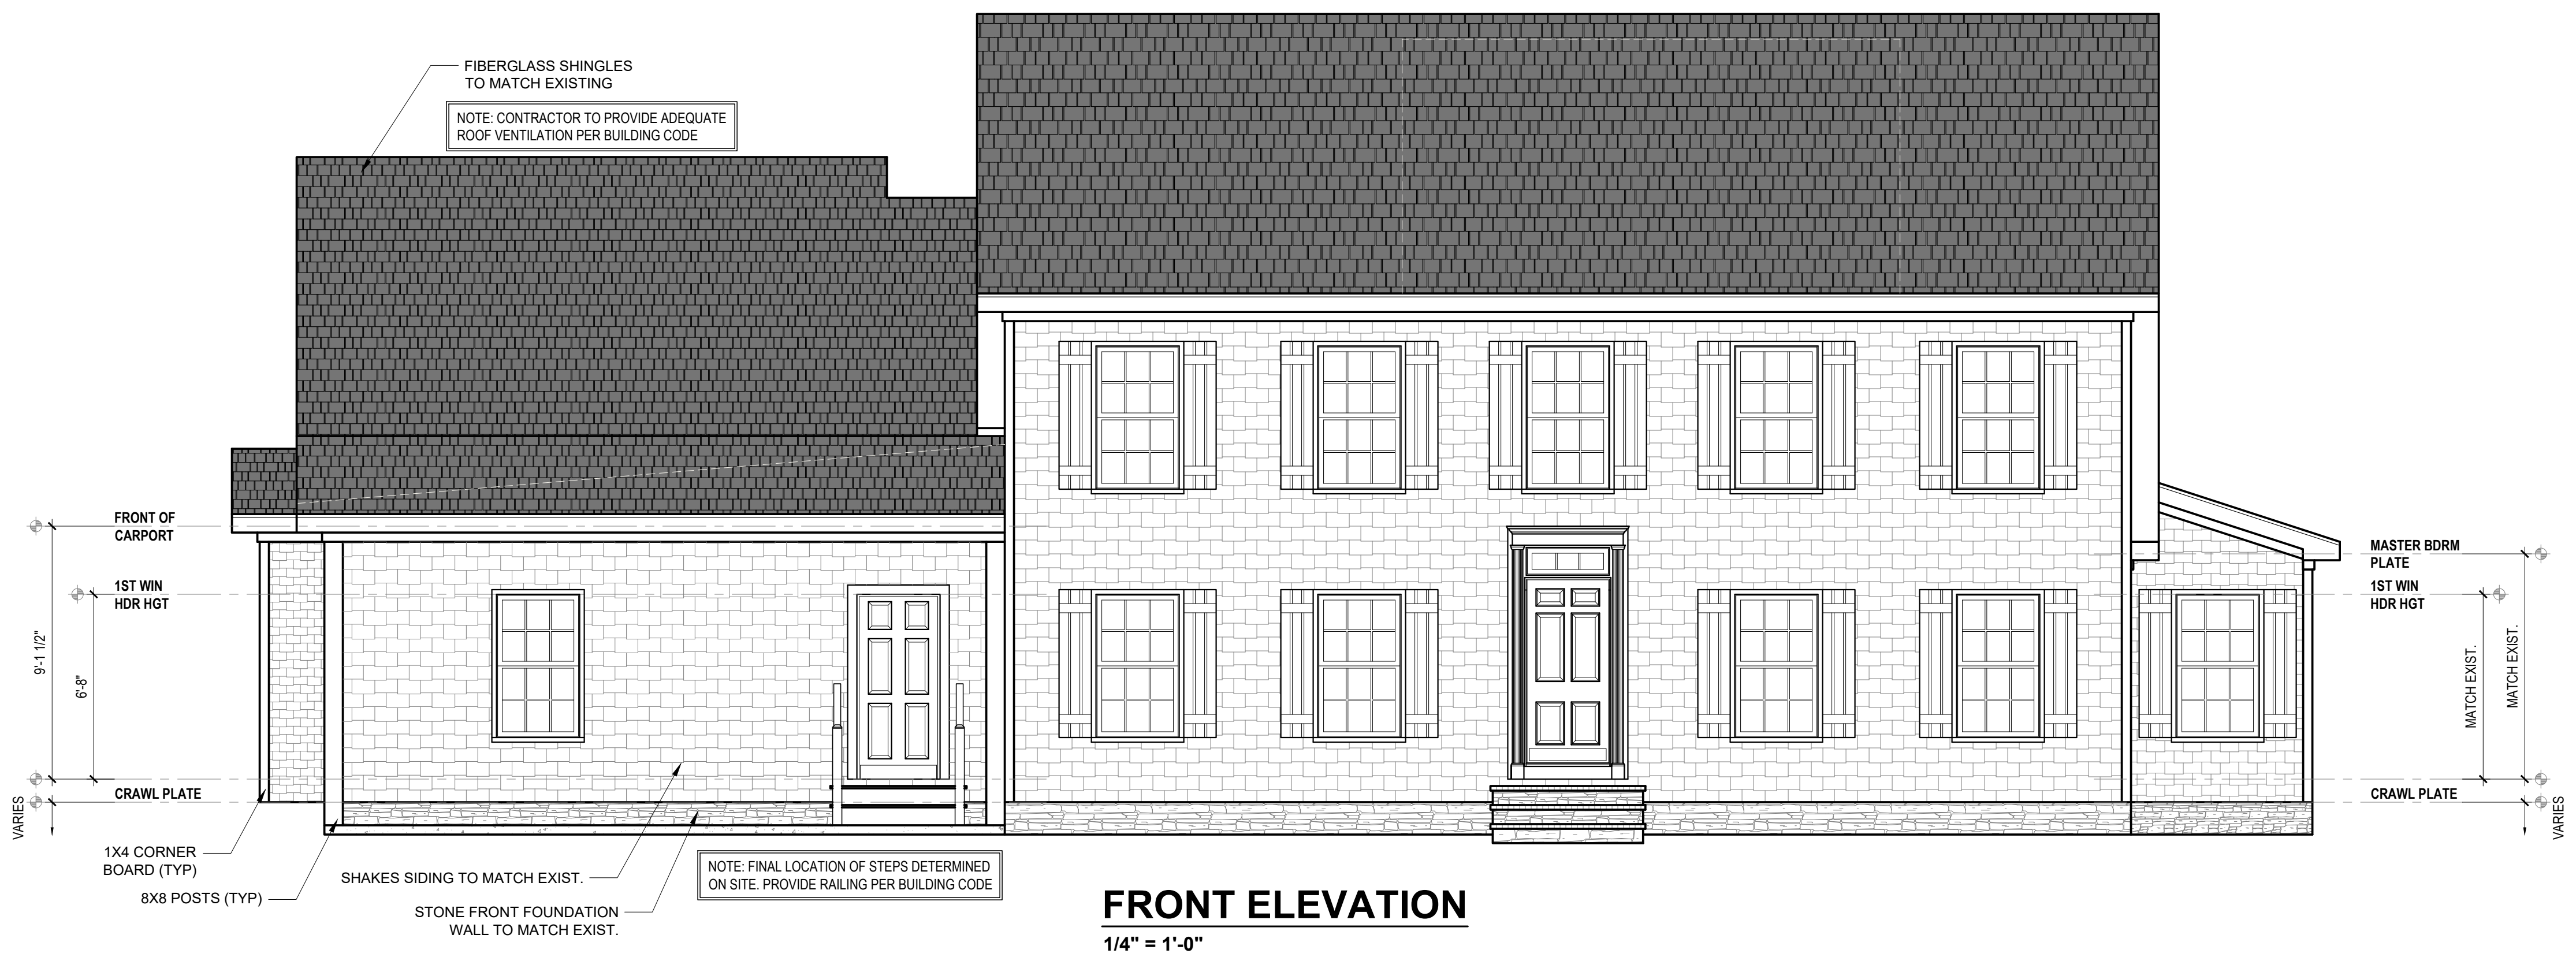 FIBERGLASS SHINGLES
TO MATCH EXISTING
NOTE: CONTRACTOR TO PROVIDE ADEQUATE
ROOF VENTILATION PER BUILDING CODE
FRONT OF
CARPORT
1ST WIN
HDR HGT
9'-1 1/2"
6'-8"
CRAWL PLATE
VARIES
1X4 CORNER
BOARD (TYP)
8X8 POSTS (TYP)
SHAKES SIDING TO MATCH EXIST.
STONE FRONT FOUNDATION
WALL TO MATCH EXIST.
NOTE: FINAL LOCATION OF STEPS DETERMINED
ON SITE. PROVIDE RAILING PER BUILDING CODE
MASTER BDRM
PLATE
1ST WIN
HDR HGT
MATCH EXIST.
MATCH EXIST.
CRAWL PLATE
VARIES
FRONT ELEVATION
1/4" = 1'-0"